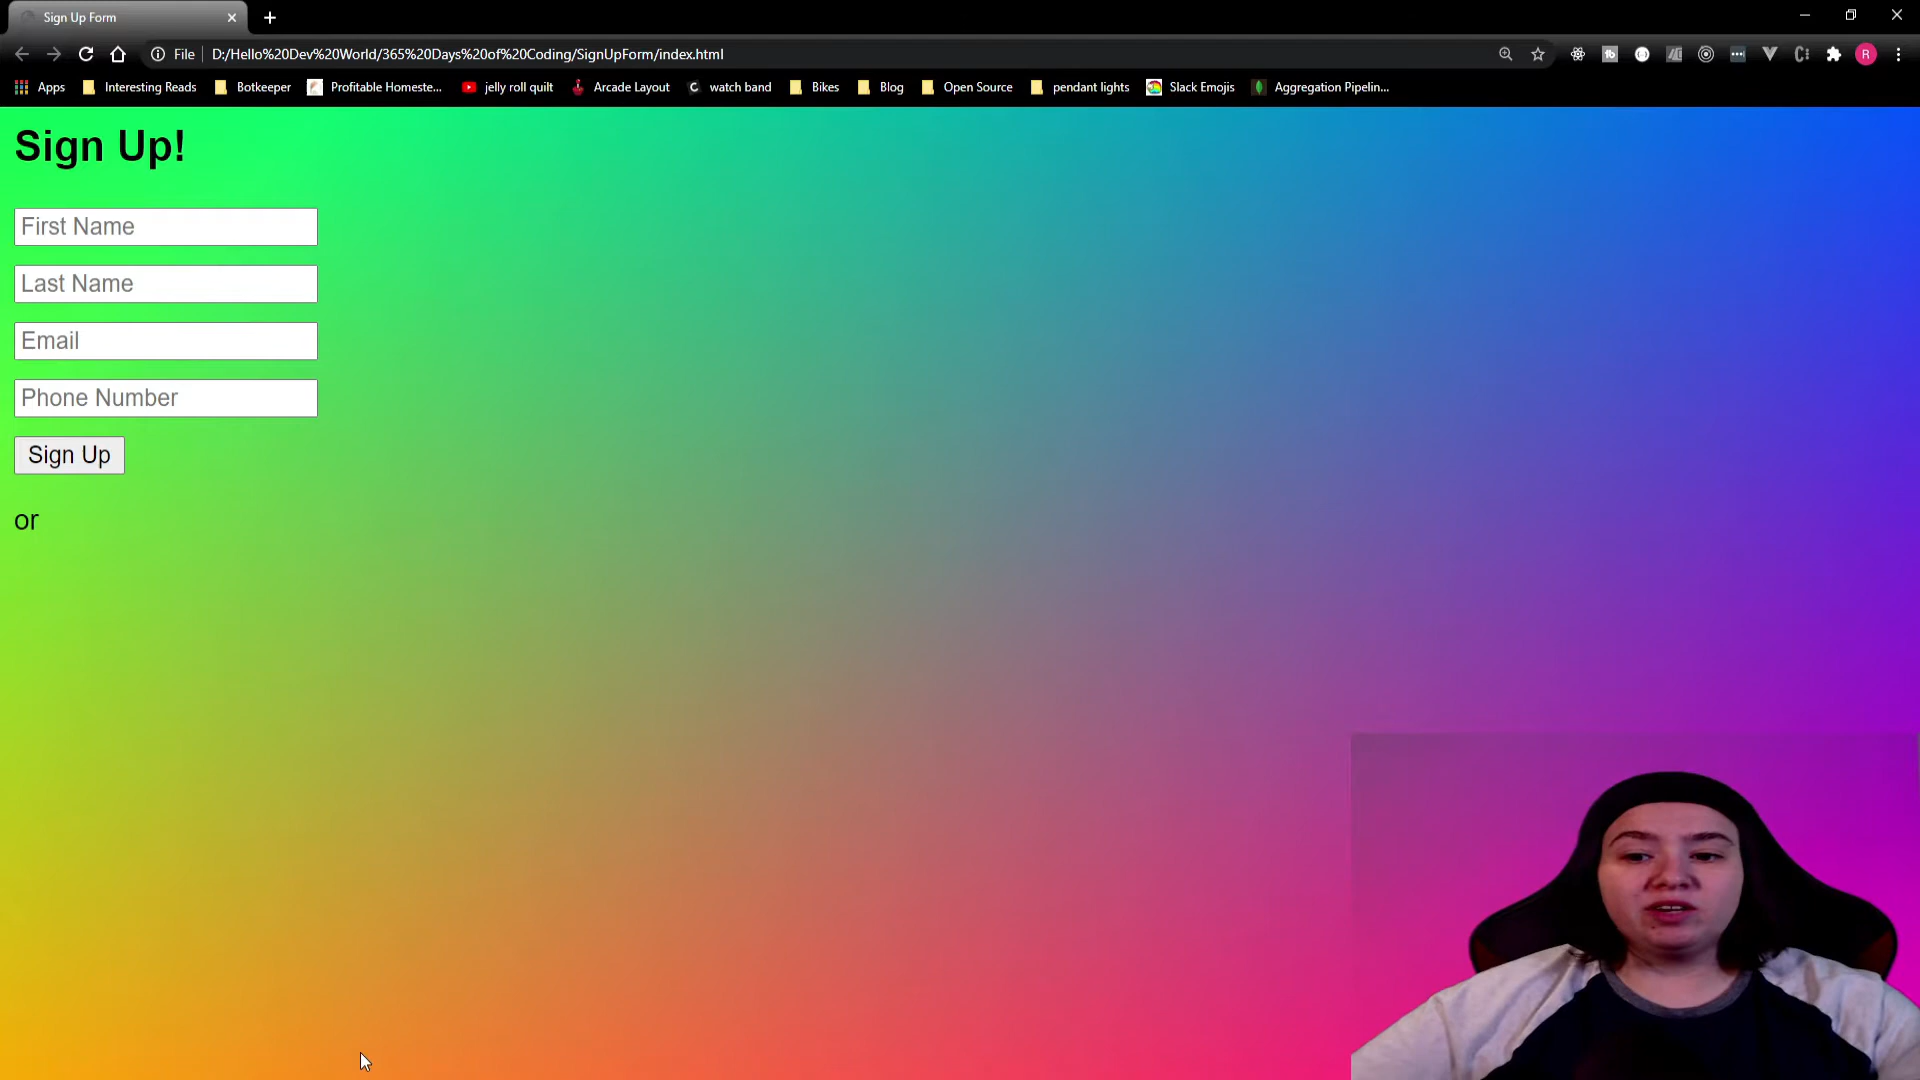 Sign Up Form
File D:/Hello%20Dev%20World/365%20Days%20of%20Coding/SignUpForm/index.html R
Apps Interesting Reads Botkeeper Profitable Homeste... jelly roll quilt Arcade Layout watch band Bikes Blog Open Source pendant lights Slack Emojis Aggregation Pipelin...
Sign Up!
First Name
Last Name
Email
Phone Number
Sign Up
or